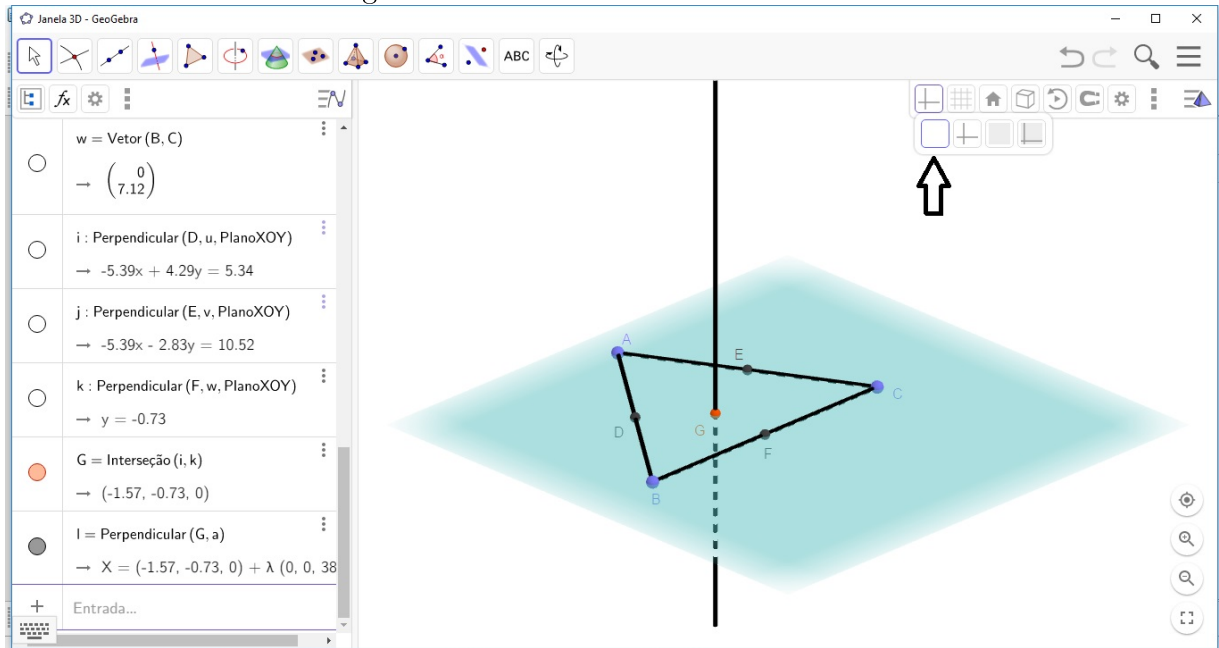 Janela 3D - GeoGebra
ABC
fx
w = Vetor (B, C)
→ (0
7.12)
i : Perpendicular (D, u, PlanoXOY)
→ -5.39x + 4.29y = 5.34
j : Perpendicular (E, v, PlanoXOY)
→ -5.39x - 2.83y = 10.52
k : Perpendicular (F, w, PlanoXOY)
→ y = -0.73
G = Interseção (i, k)
→ (-1.57, -0.73, 0)
l = Perpendicular (G, a)
→ X = (-1.57, -0.73, 0) + λ (0, 0, 38
+ Entrada...
A
E
C
D
G
F
B